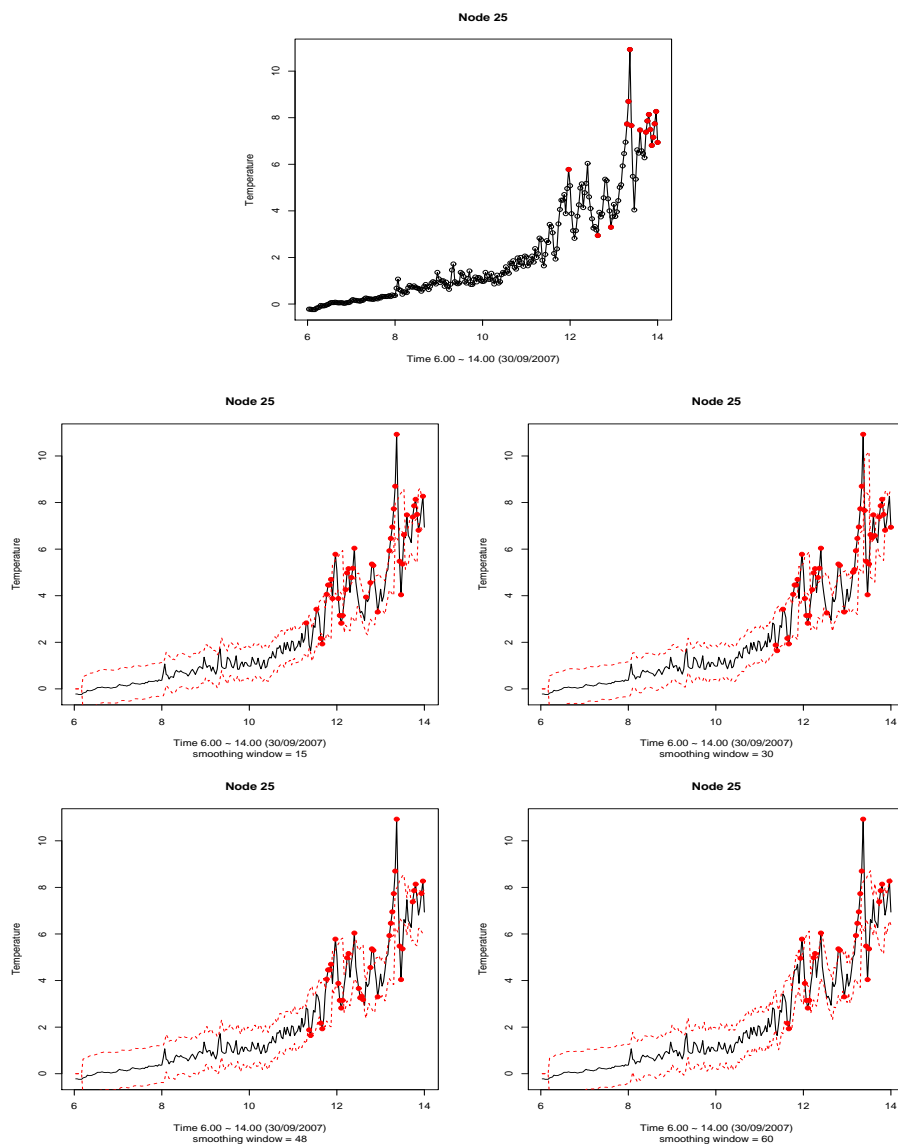 Node 25
Temperature
10
8
6
4
2
0
6 8 10 12 14
Time 6.00 ~ 14.00 (30/09/2007)
Node 25
Temperature
10
8
6
4
2
0
6 8 10 12 14
Time 6.00 ~ 14.00 (30/09/2007)
smoothing window = 15
Node 25
Temperature
10
8
6
4
2
0
6 8 10 12 14
Time 6.00 ~ 14.00 (30/09/2007)
smoothing window = 30
Node 25
Temperature
10
8
6
4
2
0
6 8 10 12 14
Time 6.00 ~ 14.00 (30/09/2007)
smoothing window = 48
Node 25
Temperature
10
8
6
4
2
0
6 8 10 12 14
Time 6.00 ~ 14.00 (30/09/2007)
smoothing window = 60